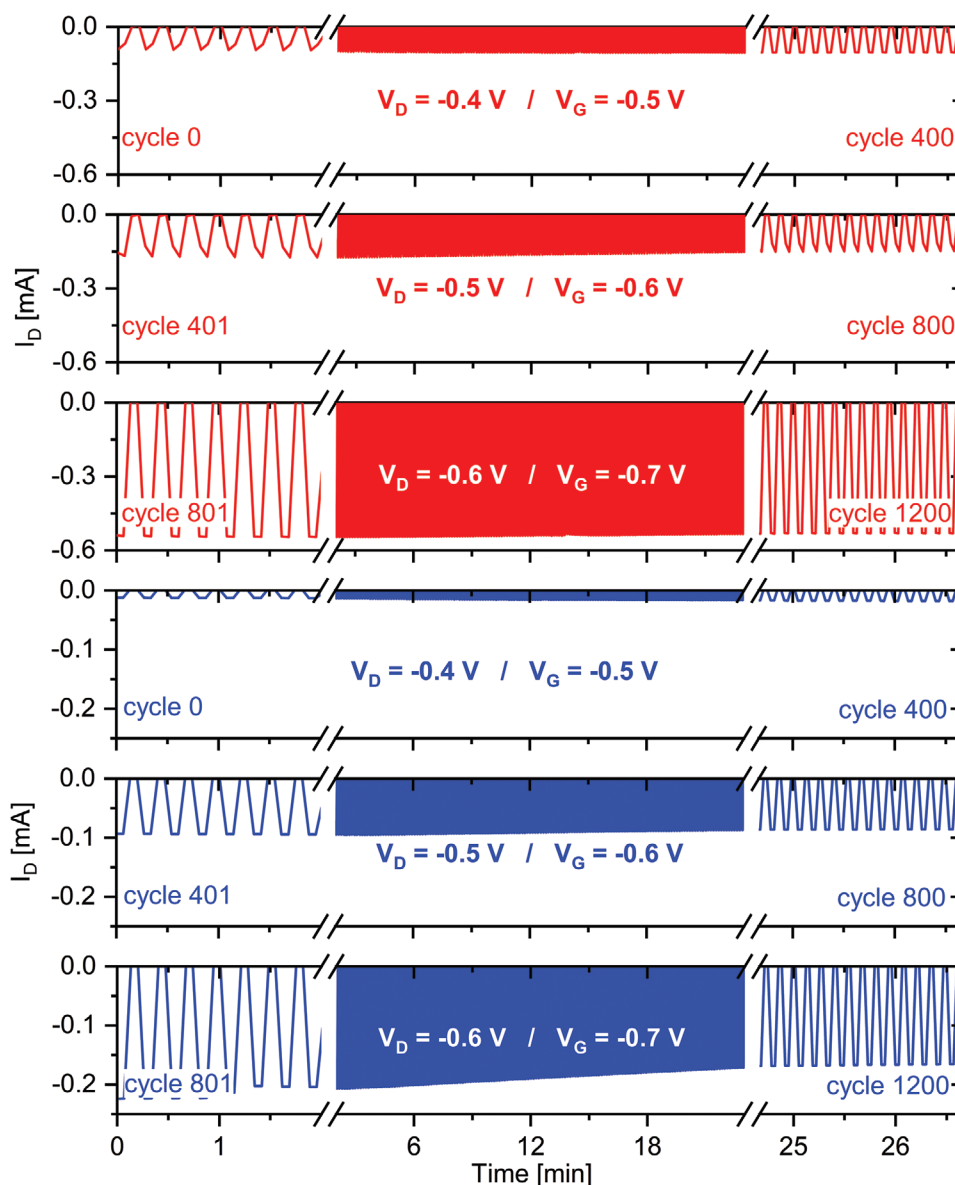 0.0
-0.3
-0.6
V_D = -0.4 V / V_G = -0.5 V
cycle 0
cycle 400
0.0
-0.3
-0.6
V_D = -0.5 V / V_G = -0.6 V
cycle 401
cycle 800
I_D [mA]
0.0
-0.3
-0.6
V_D = -0.6 V / V_G = -0.7 V
cycle 801
cycle 1200
0.0
-0.1
-0.2
V_D = -0.4 V / V_G = -0.5 V
cycle 0
cycle 400
0.0
-0.1
-0.2
V_D = -0.5 V / V_G = -0.6 V
cycle 401
cycle 800
I_D [mA]
0.0
-0.1
-0.2
V_D = -0.6 V / V_G = -0.7 V
cycle 801
cycle 1200
0 1 6 12 18 25 26
Time [min]